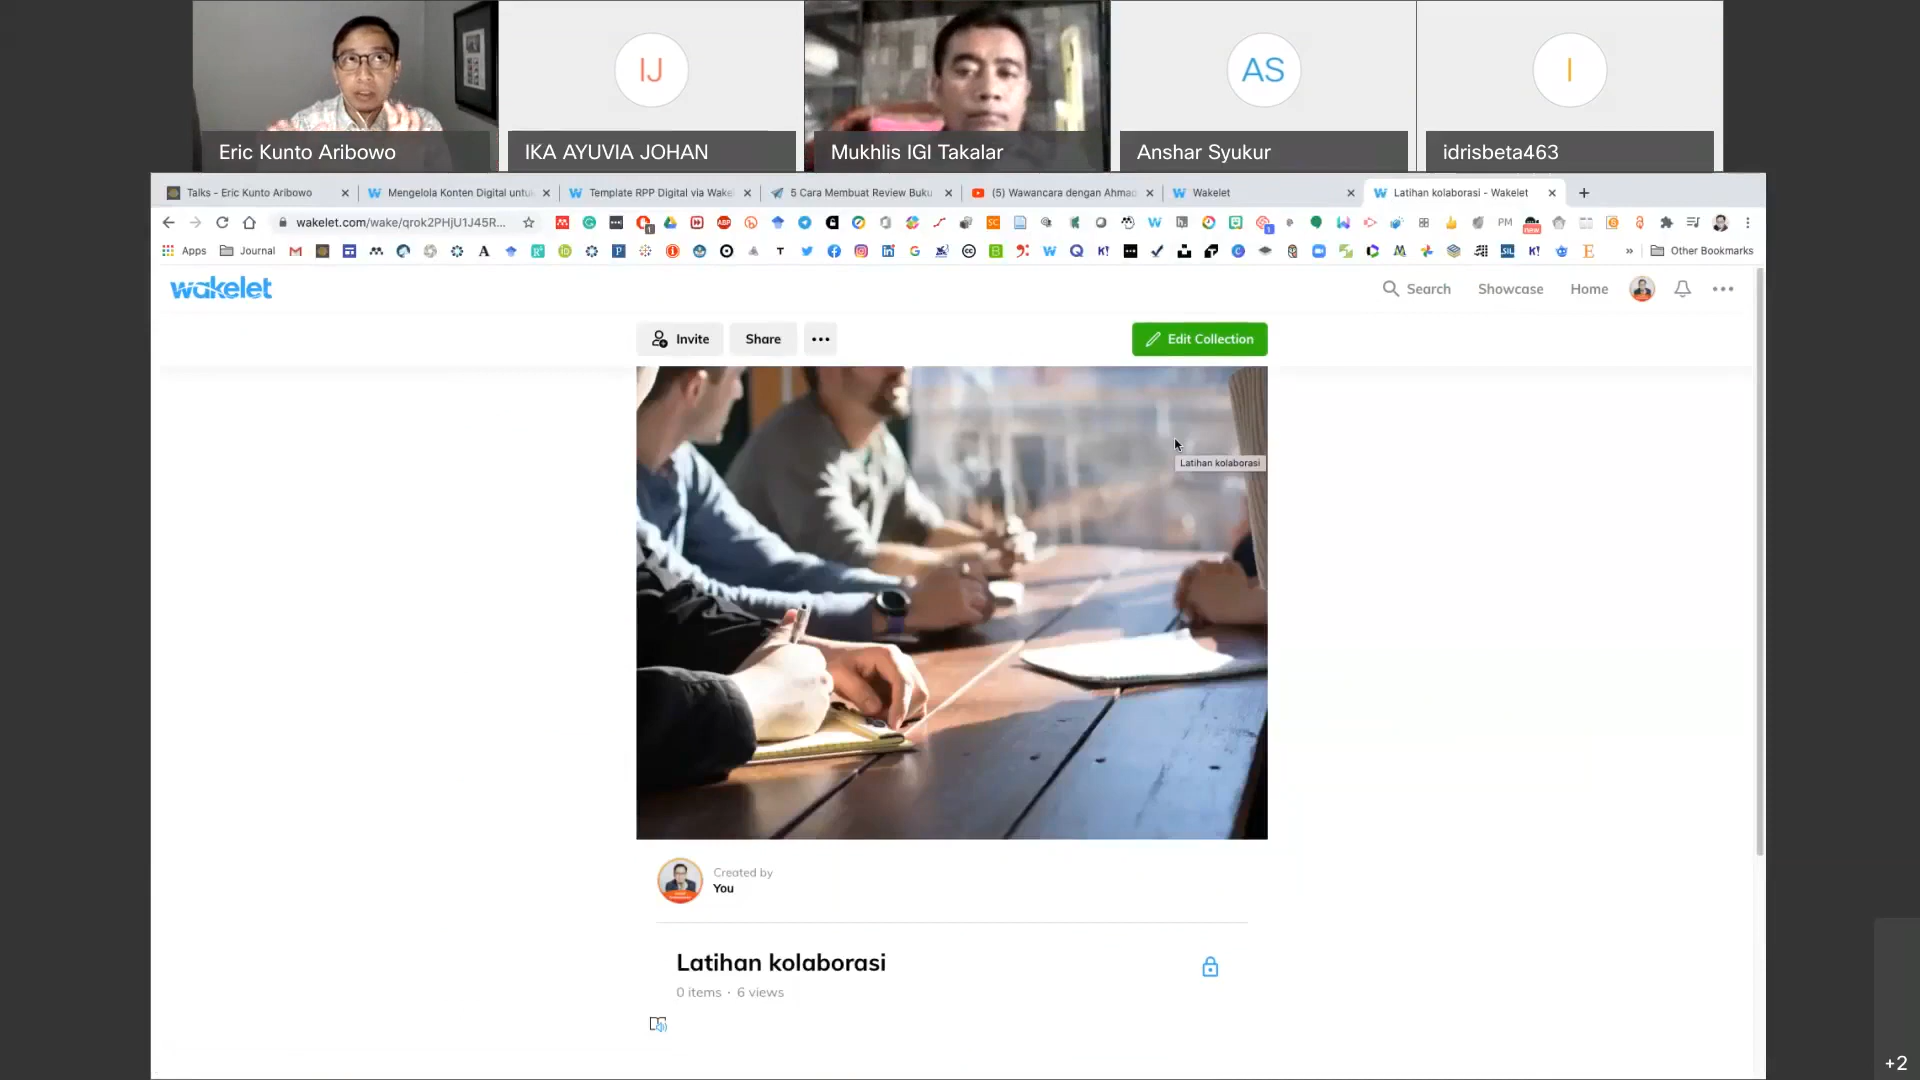 IJ
AS
I
Eric Kunto Aribowo
IKA AYUVIA JOHAN
Mukhlis IGI Takalar
Anshar Syukur
idrisbeta463
Talks - Eric Kunto Aribowo
Mengelola Konten Digital untuk
Template RPP Digital via Wake
5 Cara Membuat Review Buku
(5) Wawancara dengan Ahmad
Wakelet
Latihan kolaborasi - Wakelet
wakelet.com/wake/qrok2PHjU1J45R...
Apps
Journal
Other Bookmarks
wakelet
Search
Showcase
Home
Invite
Share
Edit Collection
Latihan kolaborasi
Created by
You
Latihan kolaborasi
0 items · 6 views
+2